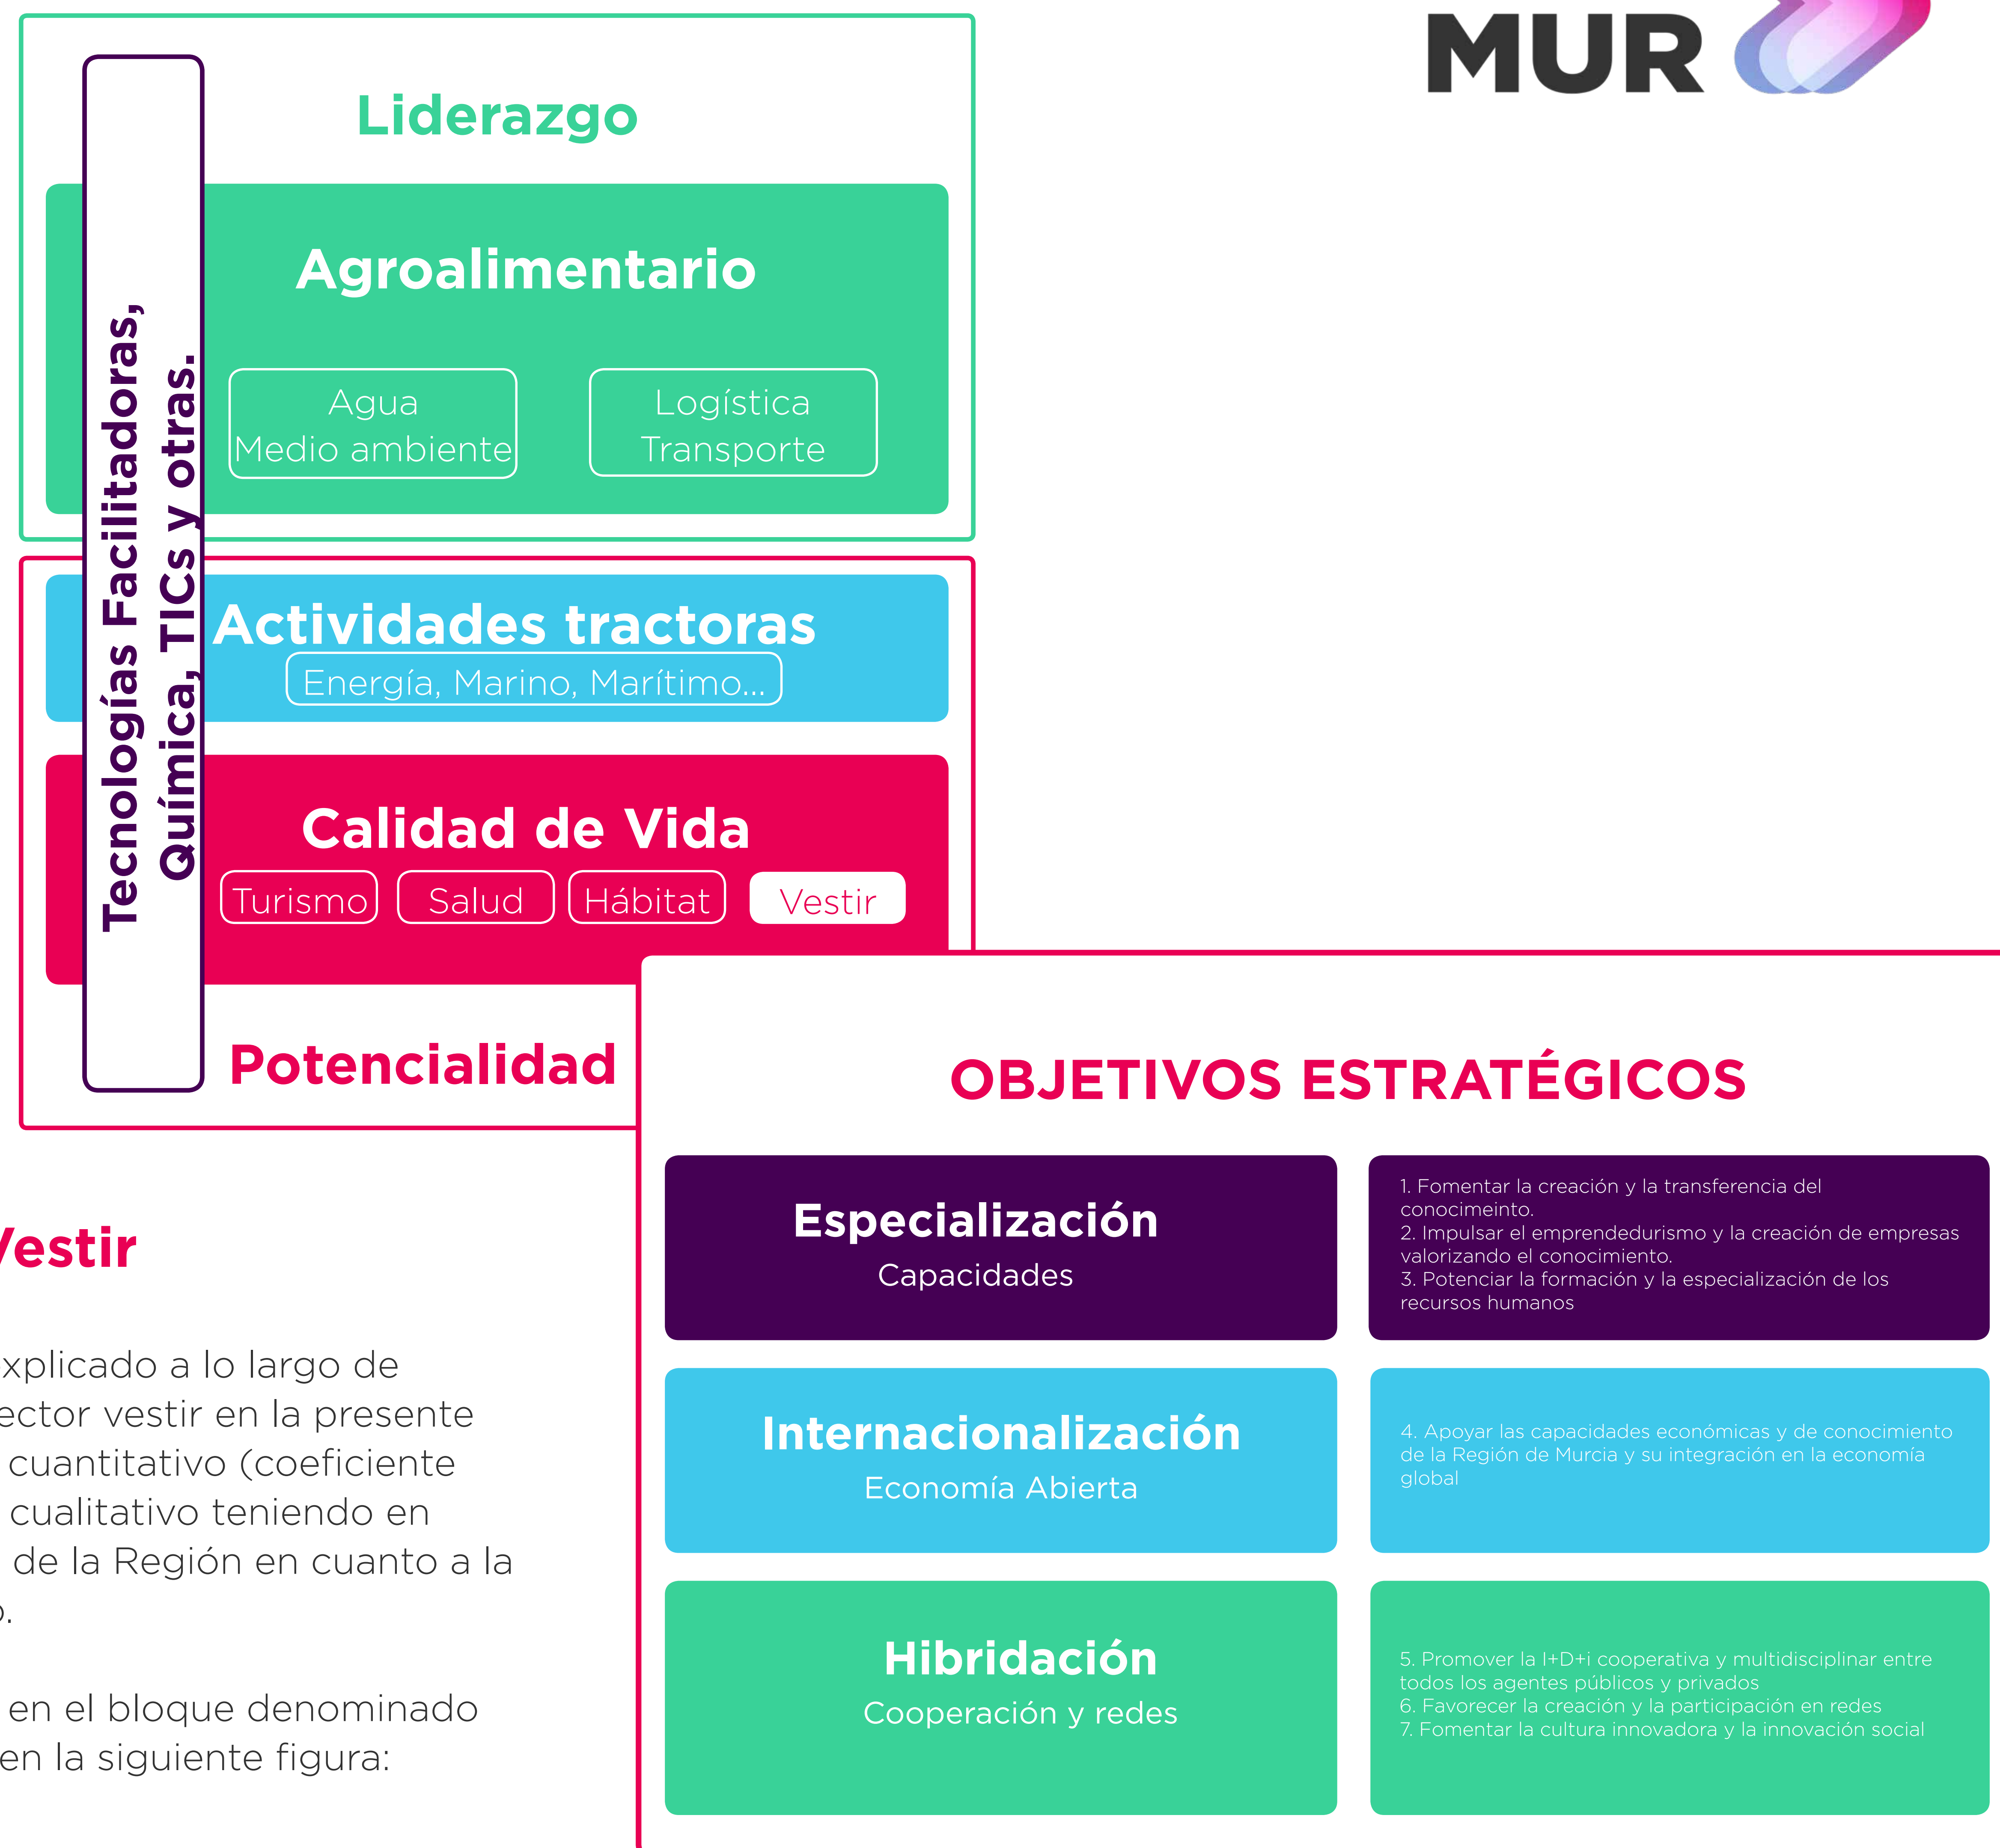 MUR
Liderazgo
Agroalimentario
Agua
Medio ambiente
Logística
Transporte
Tecnologías Facilitadoras,
Química, TICs y otras.
Actividades tractoras
Energía, Marino, Marítimo...
Calidad de Vida
Turismo
Salud
Hábitat
Vestir
Potencialidad
Vestir
explicado a lo largo de
sector vestir en la presente
cuantitativo (coeficiente
cualitativo teniendo en
de la Región en cuanto a la
en el bloque denominado
en la siguiente figura:
OBJETIVOS ESTRATÉGICOS
Especialización
Capacidades
1. Fomentar la creación y la transferencia del
conocimeinto.
2. Impulsar el emprendedurismo y la creación de empresas
valorizando el conocimiento.
3. Potenciar la formación y la especialización de los
recursos humanos
Internacionalización
Economía Abierta
4. Apoyar las capacidades económicas y de conocimiento
de la Región de Murcia y su integración en la economía
global
Hibridación
Cooperación y redes
5. Promover la I+D+i cooperativa y multidisciplinar entre
todos los agentes públicos y privados
6. Favorecer la creación y la participación en redes
7. Fomentar la cultura innovadora y la innovación social